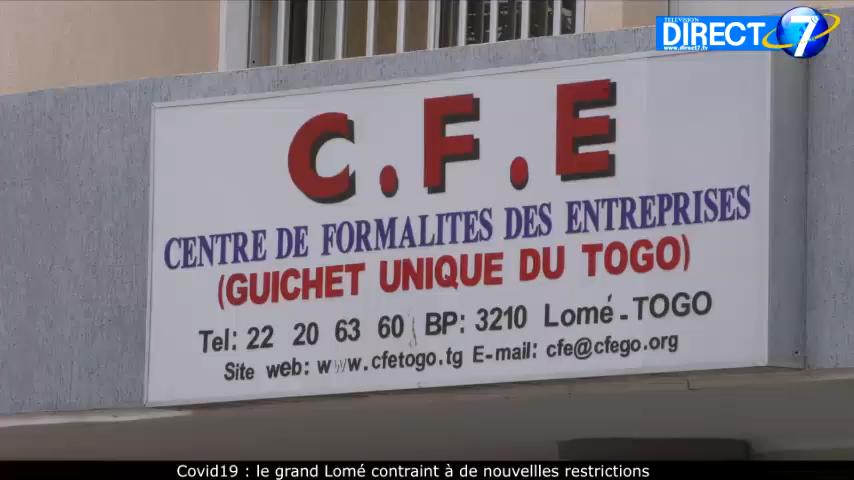 TELEVISION
DIRECT 7
www.direct7.tv
C.F.E
CENTRE DE FORMALITES DES ENTREPRISES
(GUICHET UNIQUE DU TOGO)
Tel: 22 20 63 60 BP: 3210 Lomé - TOGO
Site web: www.cfetogo.tg E-mail: cfe@cfego.org
Covid19 : le grand Lomé contraint à de nouvellles restrictions